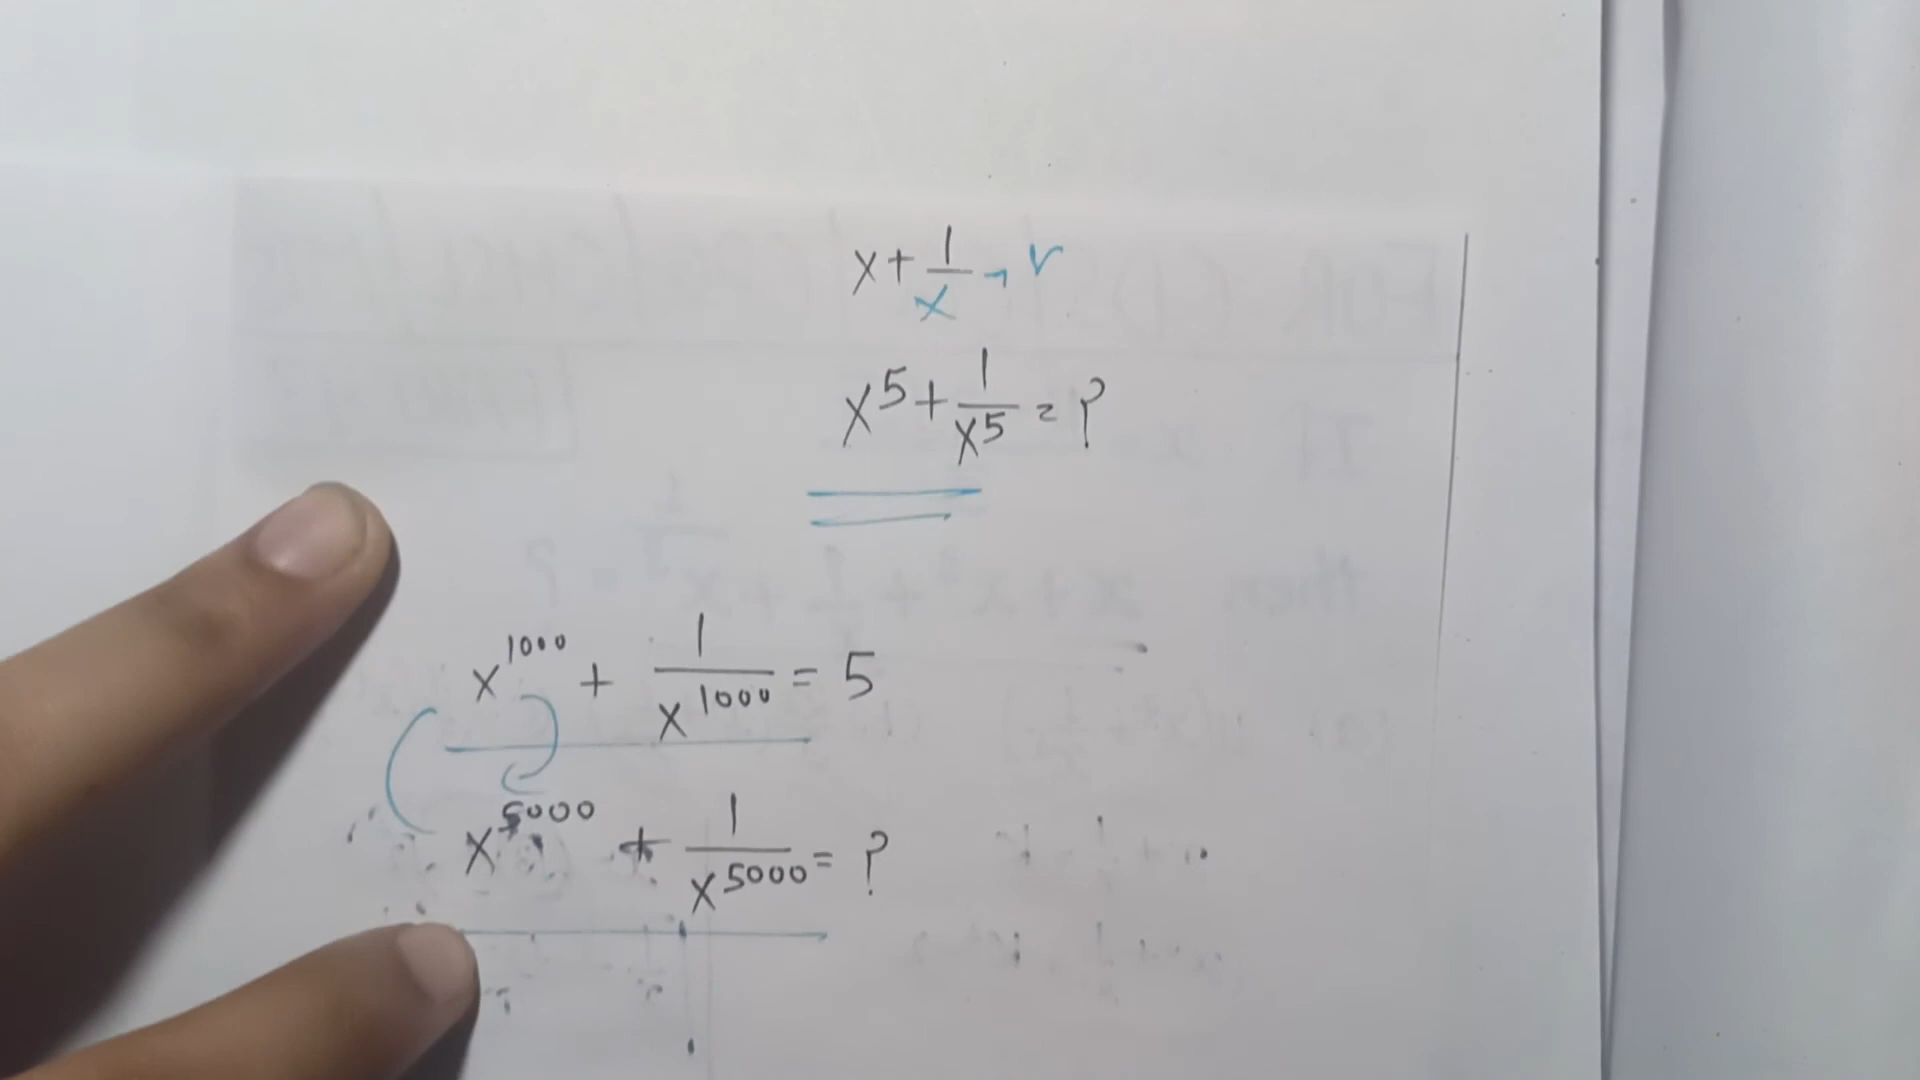 x + 1/x = r
x^5 + 1/x^5 = ?
x^1000 + 1/x^1000 = 5
x^5000 + 1/x^5000 = ?